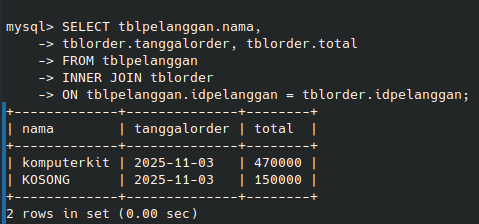 mysql> SELECT tblpelanggan.nama,
    -> tblorder.tanggalorder, tblorder.total
    -> FROM tblpelanggan
    -> INNER JOIN tblorder
    -> ON tblpelanggan.idpelanggan = tblorder.idpelanggan;
+-------------+--------------+--------+
| nama        | tanggalorder | total  |
+-------------+--------------+--------+
| komputerkit | 2025-11-03   | 470000 |
| KOSONG      | 2025-11-03   | 150000 |
+-------------+--------------+--------+
2 rows in set (0.00 sec)